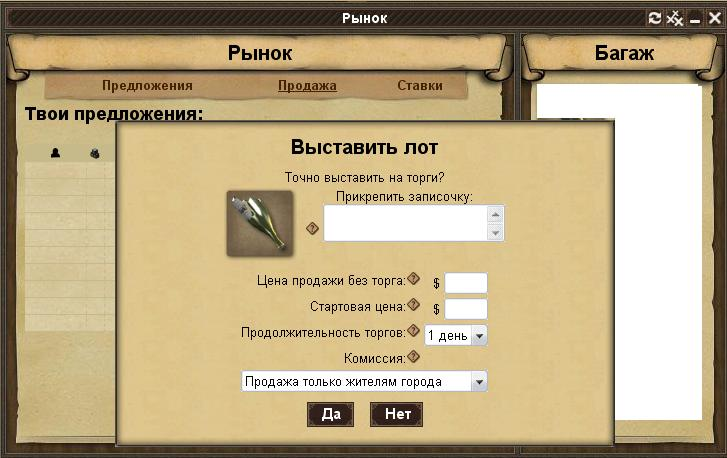 Рынок
Рынок
Багаж
Предложения Продажа Ставки
Твои предложения:
Выставить лот
Точно выставить на торги?
Прикрепить записочку:
Цена продажи без торга: $
Стартовая цена: $
Продолжительность торгов: 1 день
Комиссия:
Продажа только жителям города
Да Нет